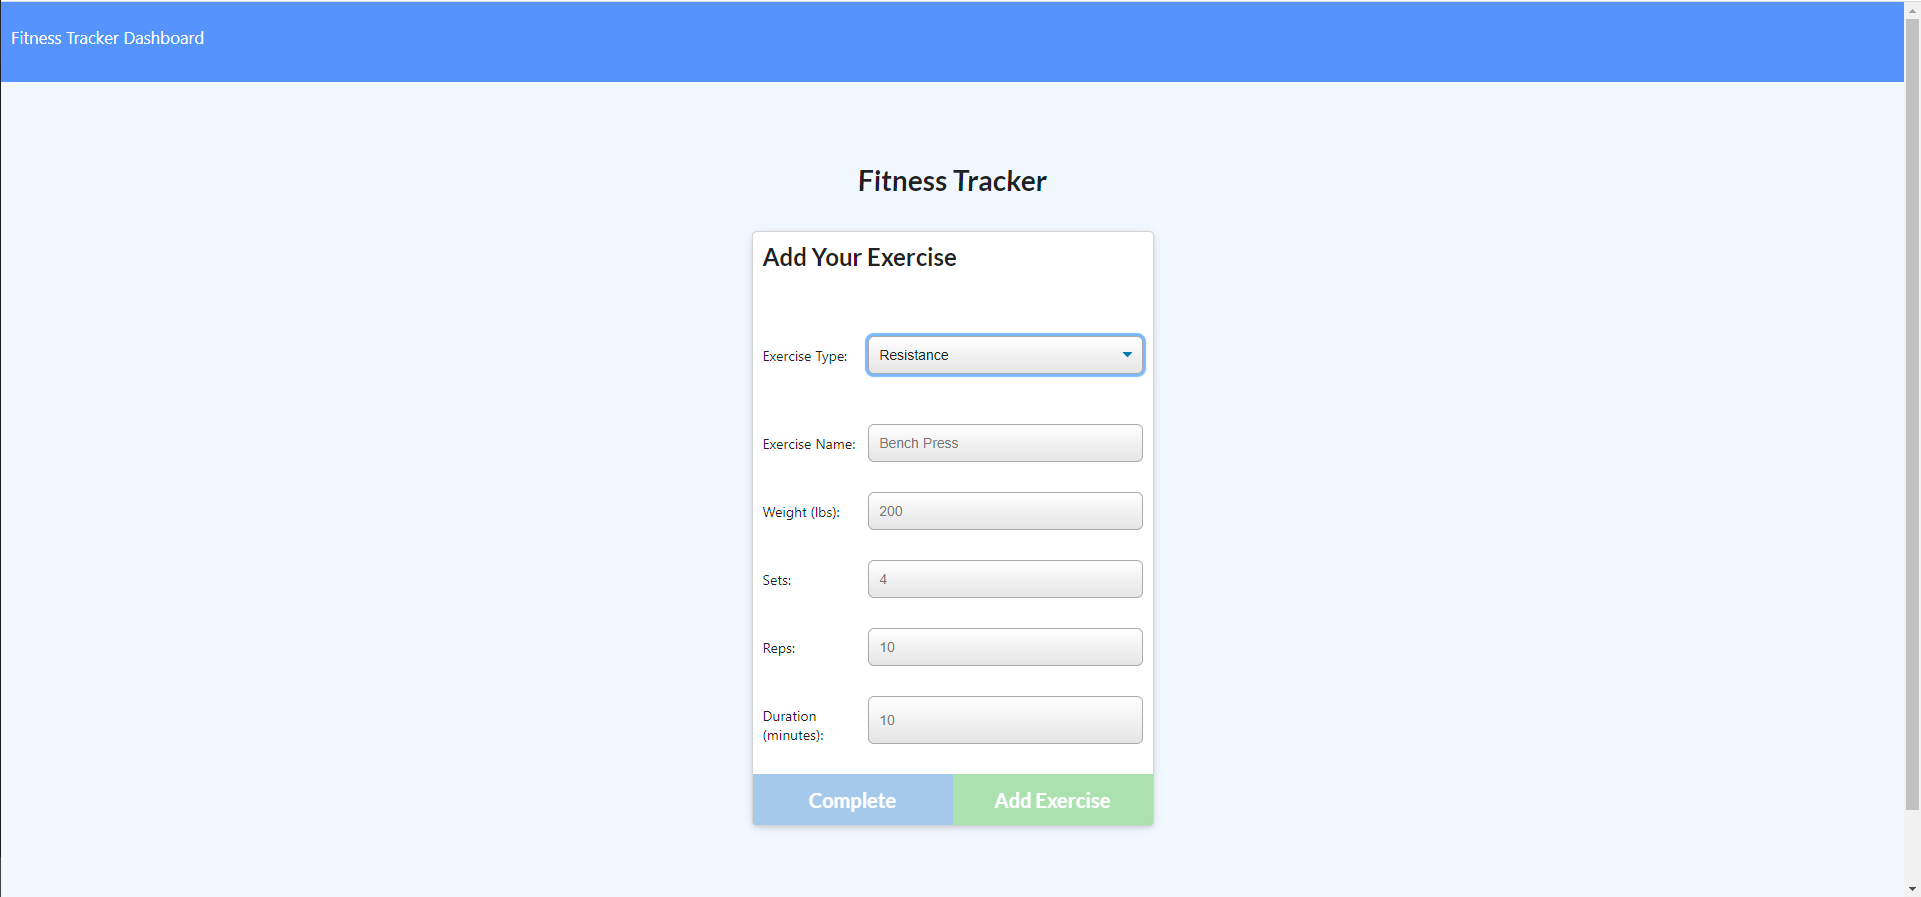 Fitness Tracker Dashboard
Fitness Tracker
Add Your Exercise
Exercise Type: Resistance
Exercise Name: Bench Press
Weight (lbs): 200
Sets: 4
Reps: 10
Duration
(minutes): 10
Complete Add Exercise